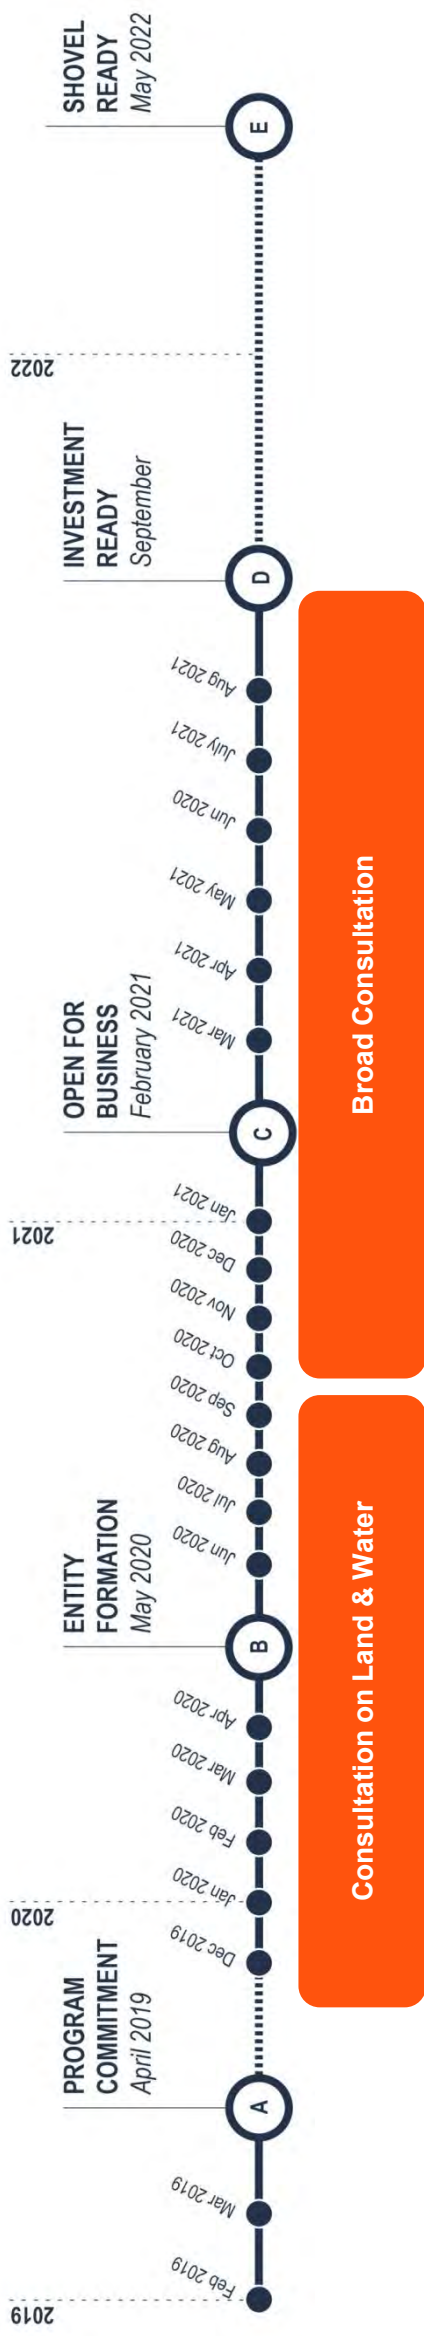 2019
Feb 2019
Mar 2019
PROGRAM
COMMITMENT
April 2019
A
Dec 2019
2020
Jan 2020
Feb 2020
Mar 2020
Apr 2020
ENTITY
FORMATION
May 2020
B
Jun 2020
Jul 2020
Aug 2020
Sep 2020
Oct 2020
Nov 2020
Dec 2020
2021
Jan 2021
OPEN FOR
BUSINESS
February 2021
C
Mar 2021
Apr 2021
May 2021
Jun 2020
July 2021
Aug 2021
INVESTMENT
READY
September
D
2022
SHOVEL
READY
May 2022
E
Consultation on Land & Water
Broad Consultation